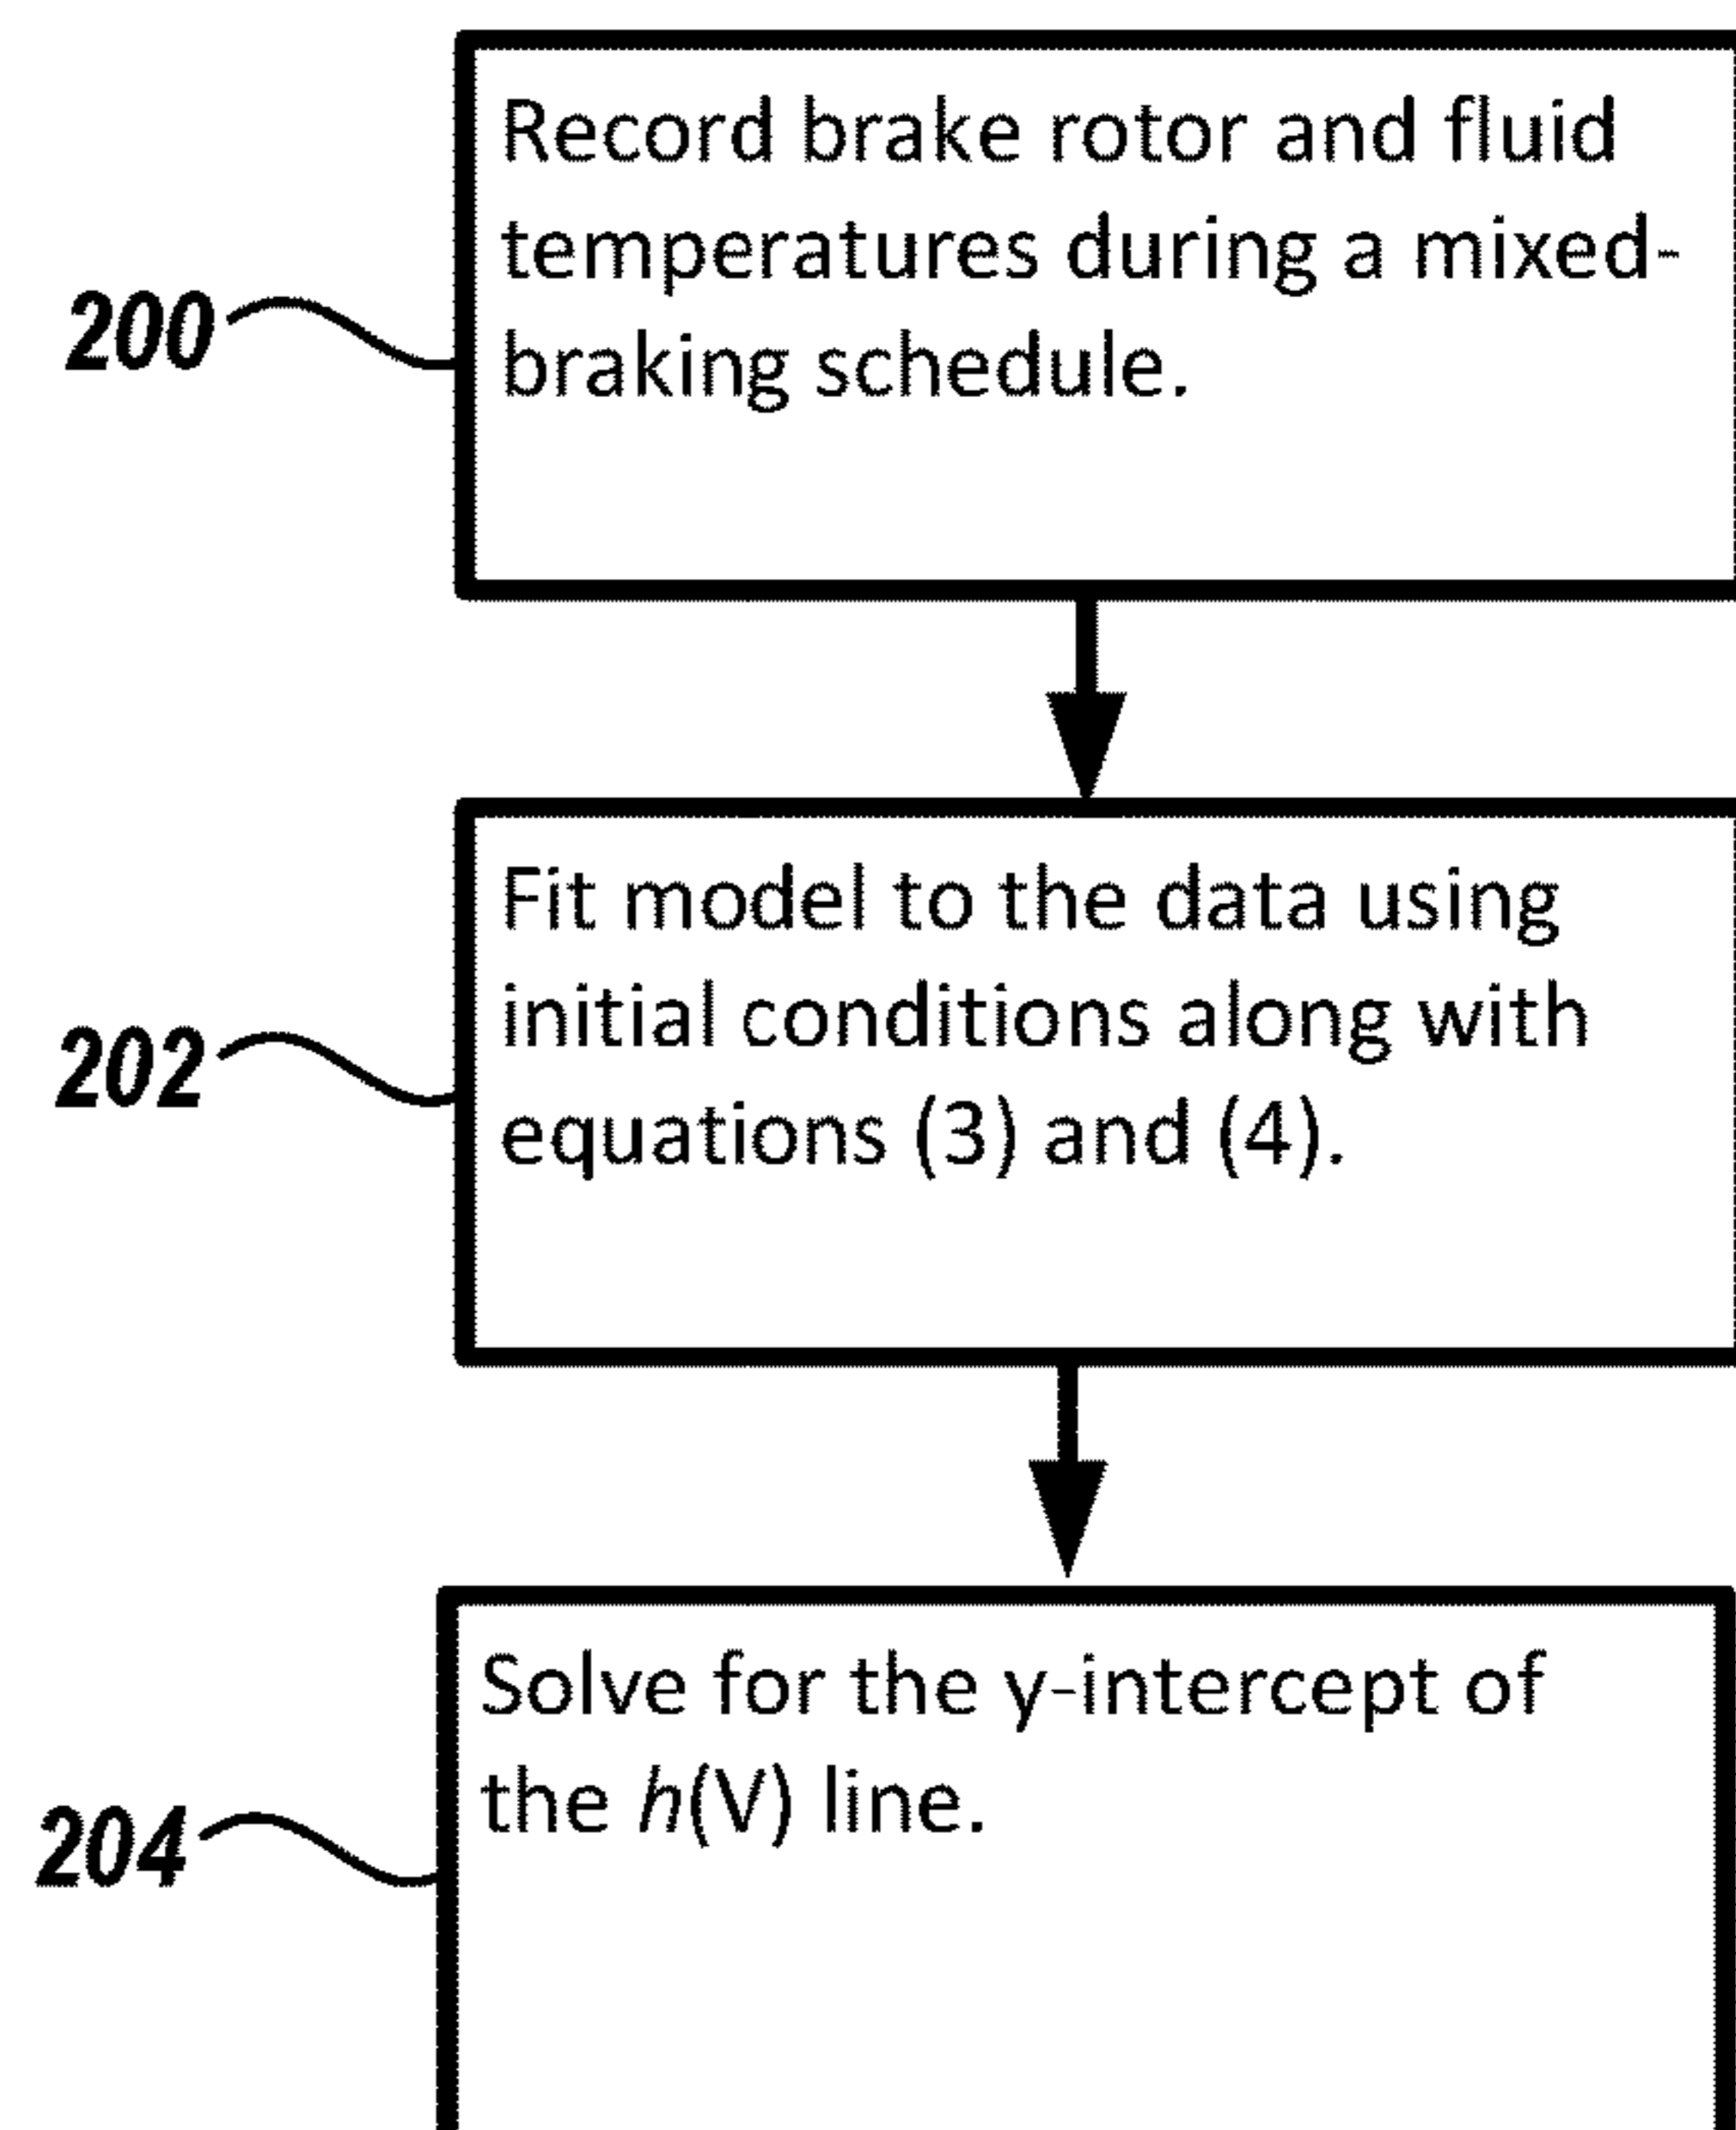 Record brake rotor and fluid
temperatures during a mixed-
200
braking schedule.
Fit model to the data using
initial conditions along with
202
equations (3) and (4).
Solve for the y-intercept of
the h(V) line.
204